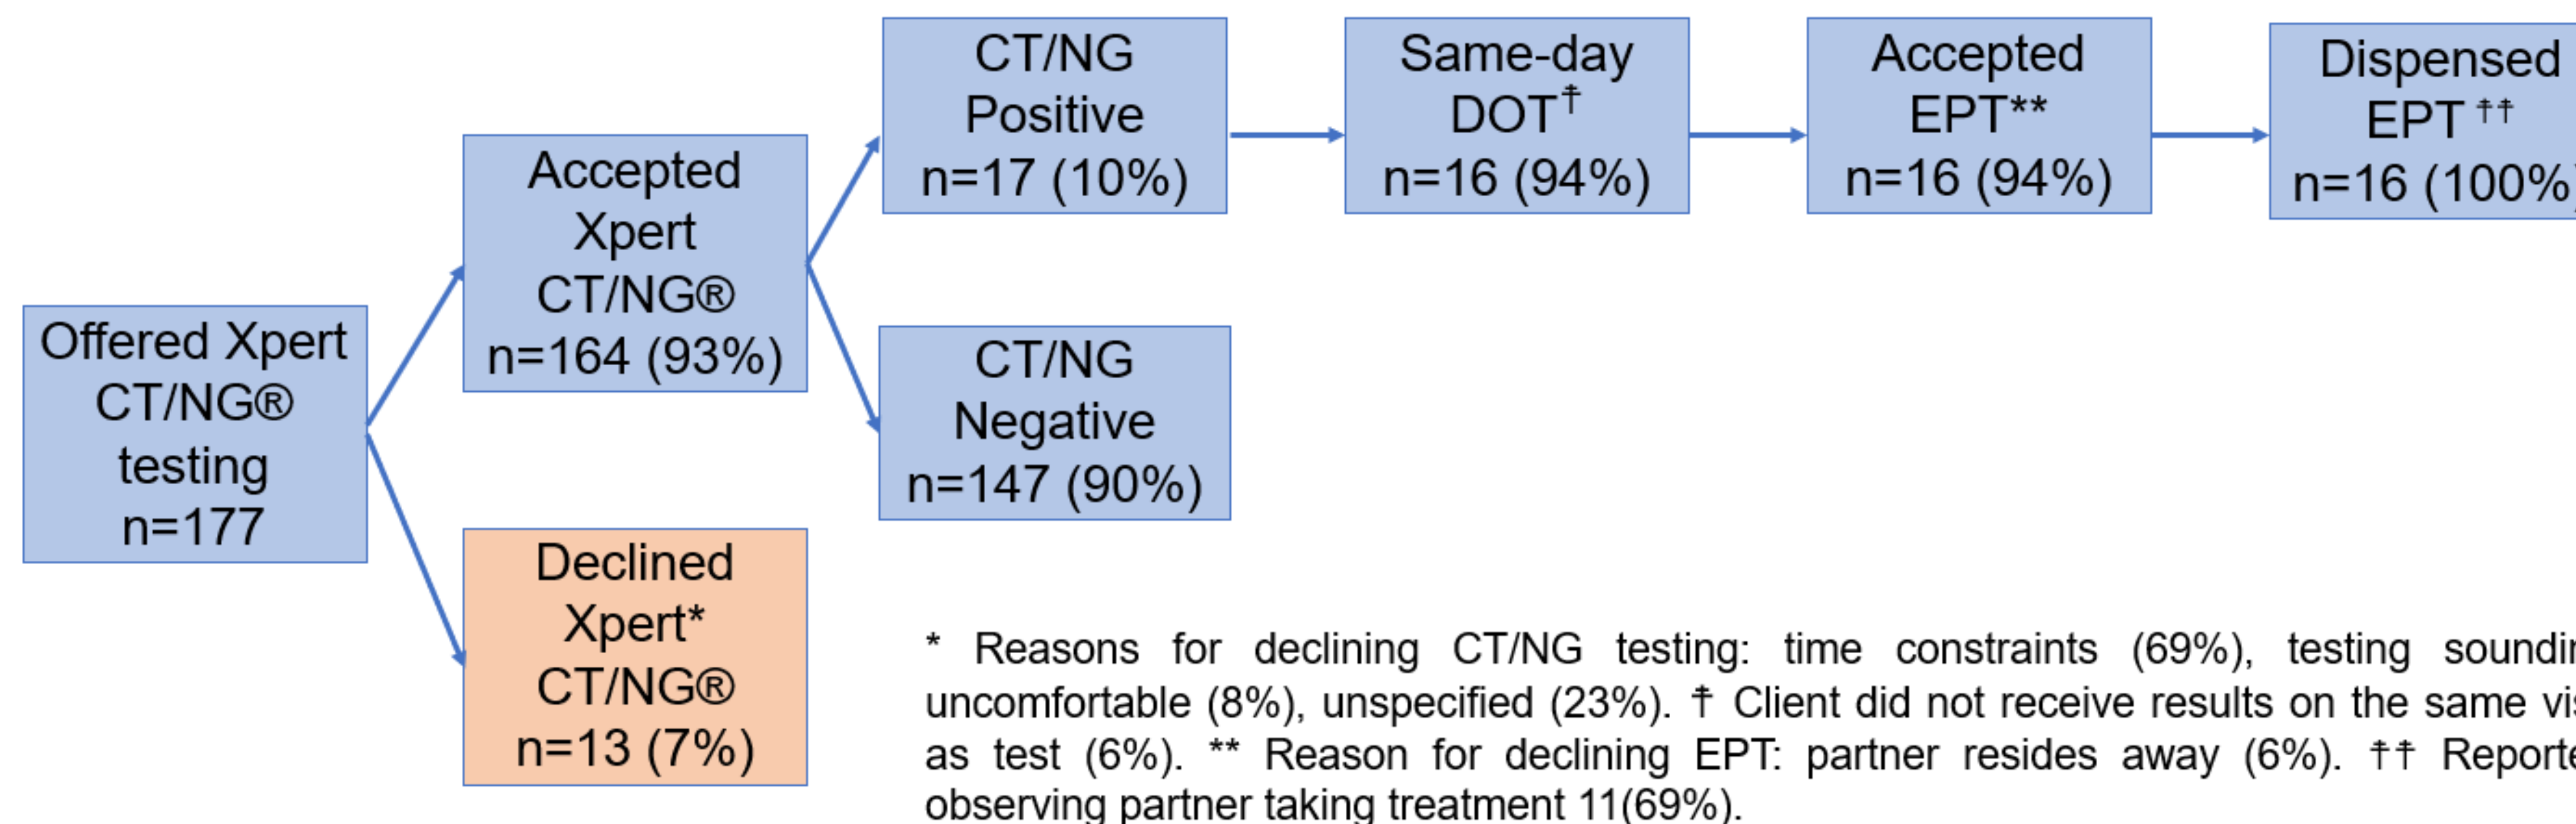 Offered Xpert
CT/NG®
testing
n=177
Accepted
Xpert
CT/NG®
n=164 (93%)
Declined
Xpert*
CT/NG®
n=13 (7%)
CT/NG
Positive
n=17 (10%)
CT/NG
Negative
n=147 (90%)
Same-day
DOT☨
n=16 (94%)
Accepted
EPT**
n=16 (94%)
Dispensed
EPT ☨☨
n=16 (100%)
* Reasons for declining CT/NG testing: time constraints (69%), testing
uncomfortable (8%), unspecified (23%). ☨ Client did not receive results on the same
as test (6%). ** Reason for declining EPT: partner resides away (6%). ☨☨
observing partner taking treatment 11(69%).